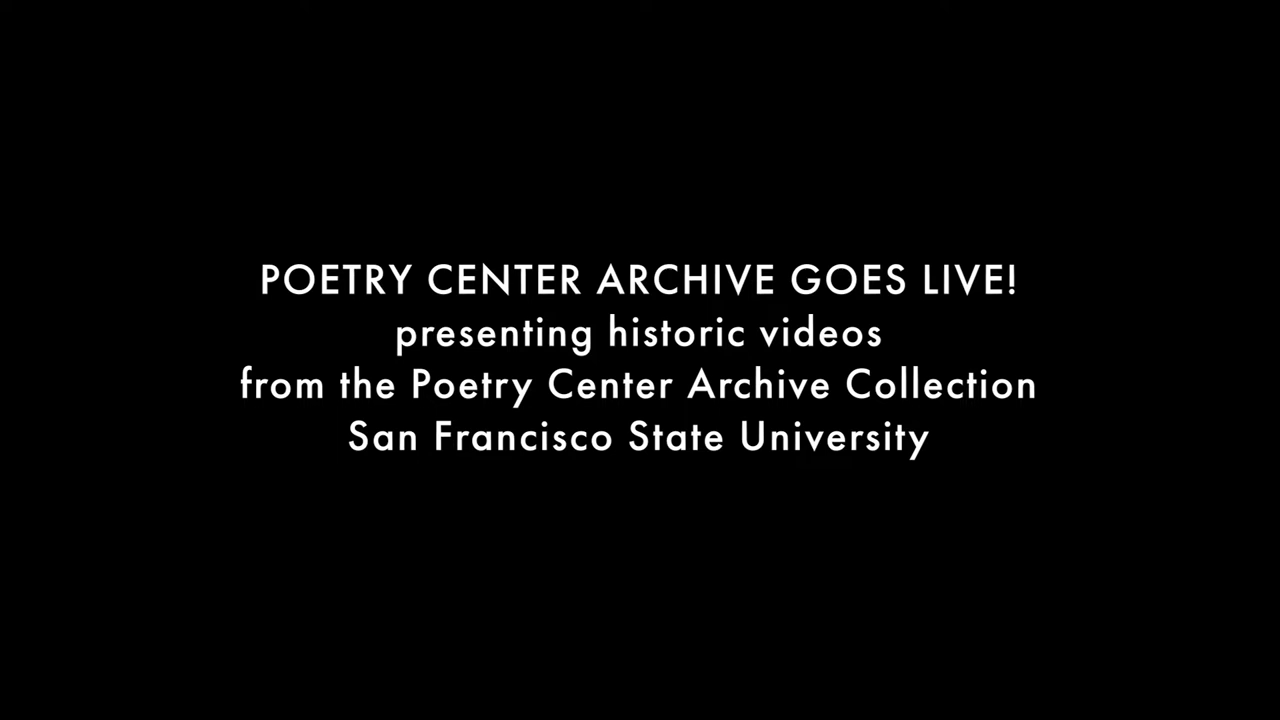 POETRY CENTER ARCHIVE GOES LIVE!
presenting historic videos
from the Poetry Center Archive Collection
San Francisco State University